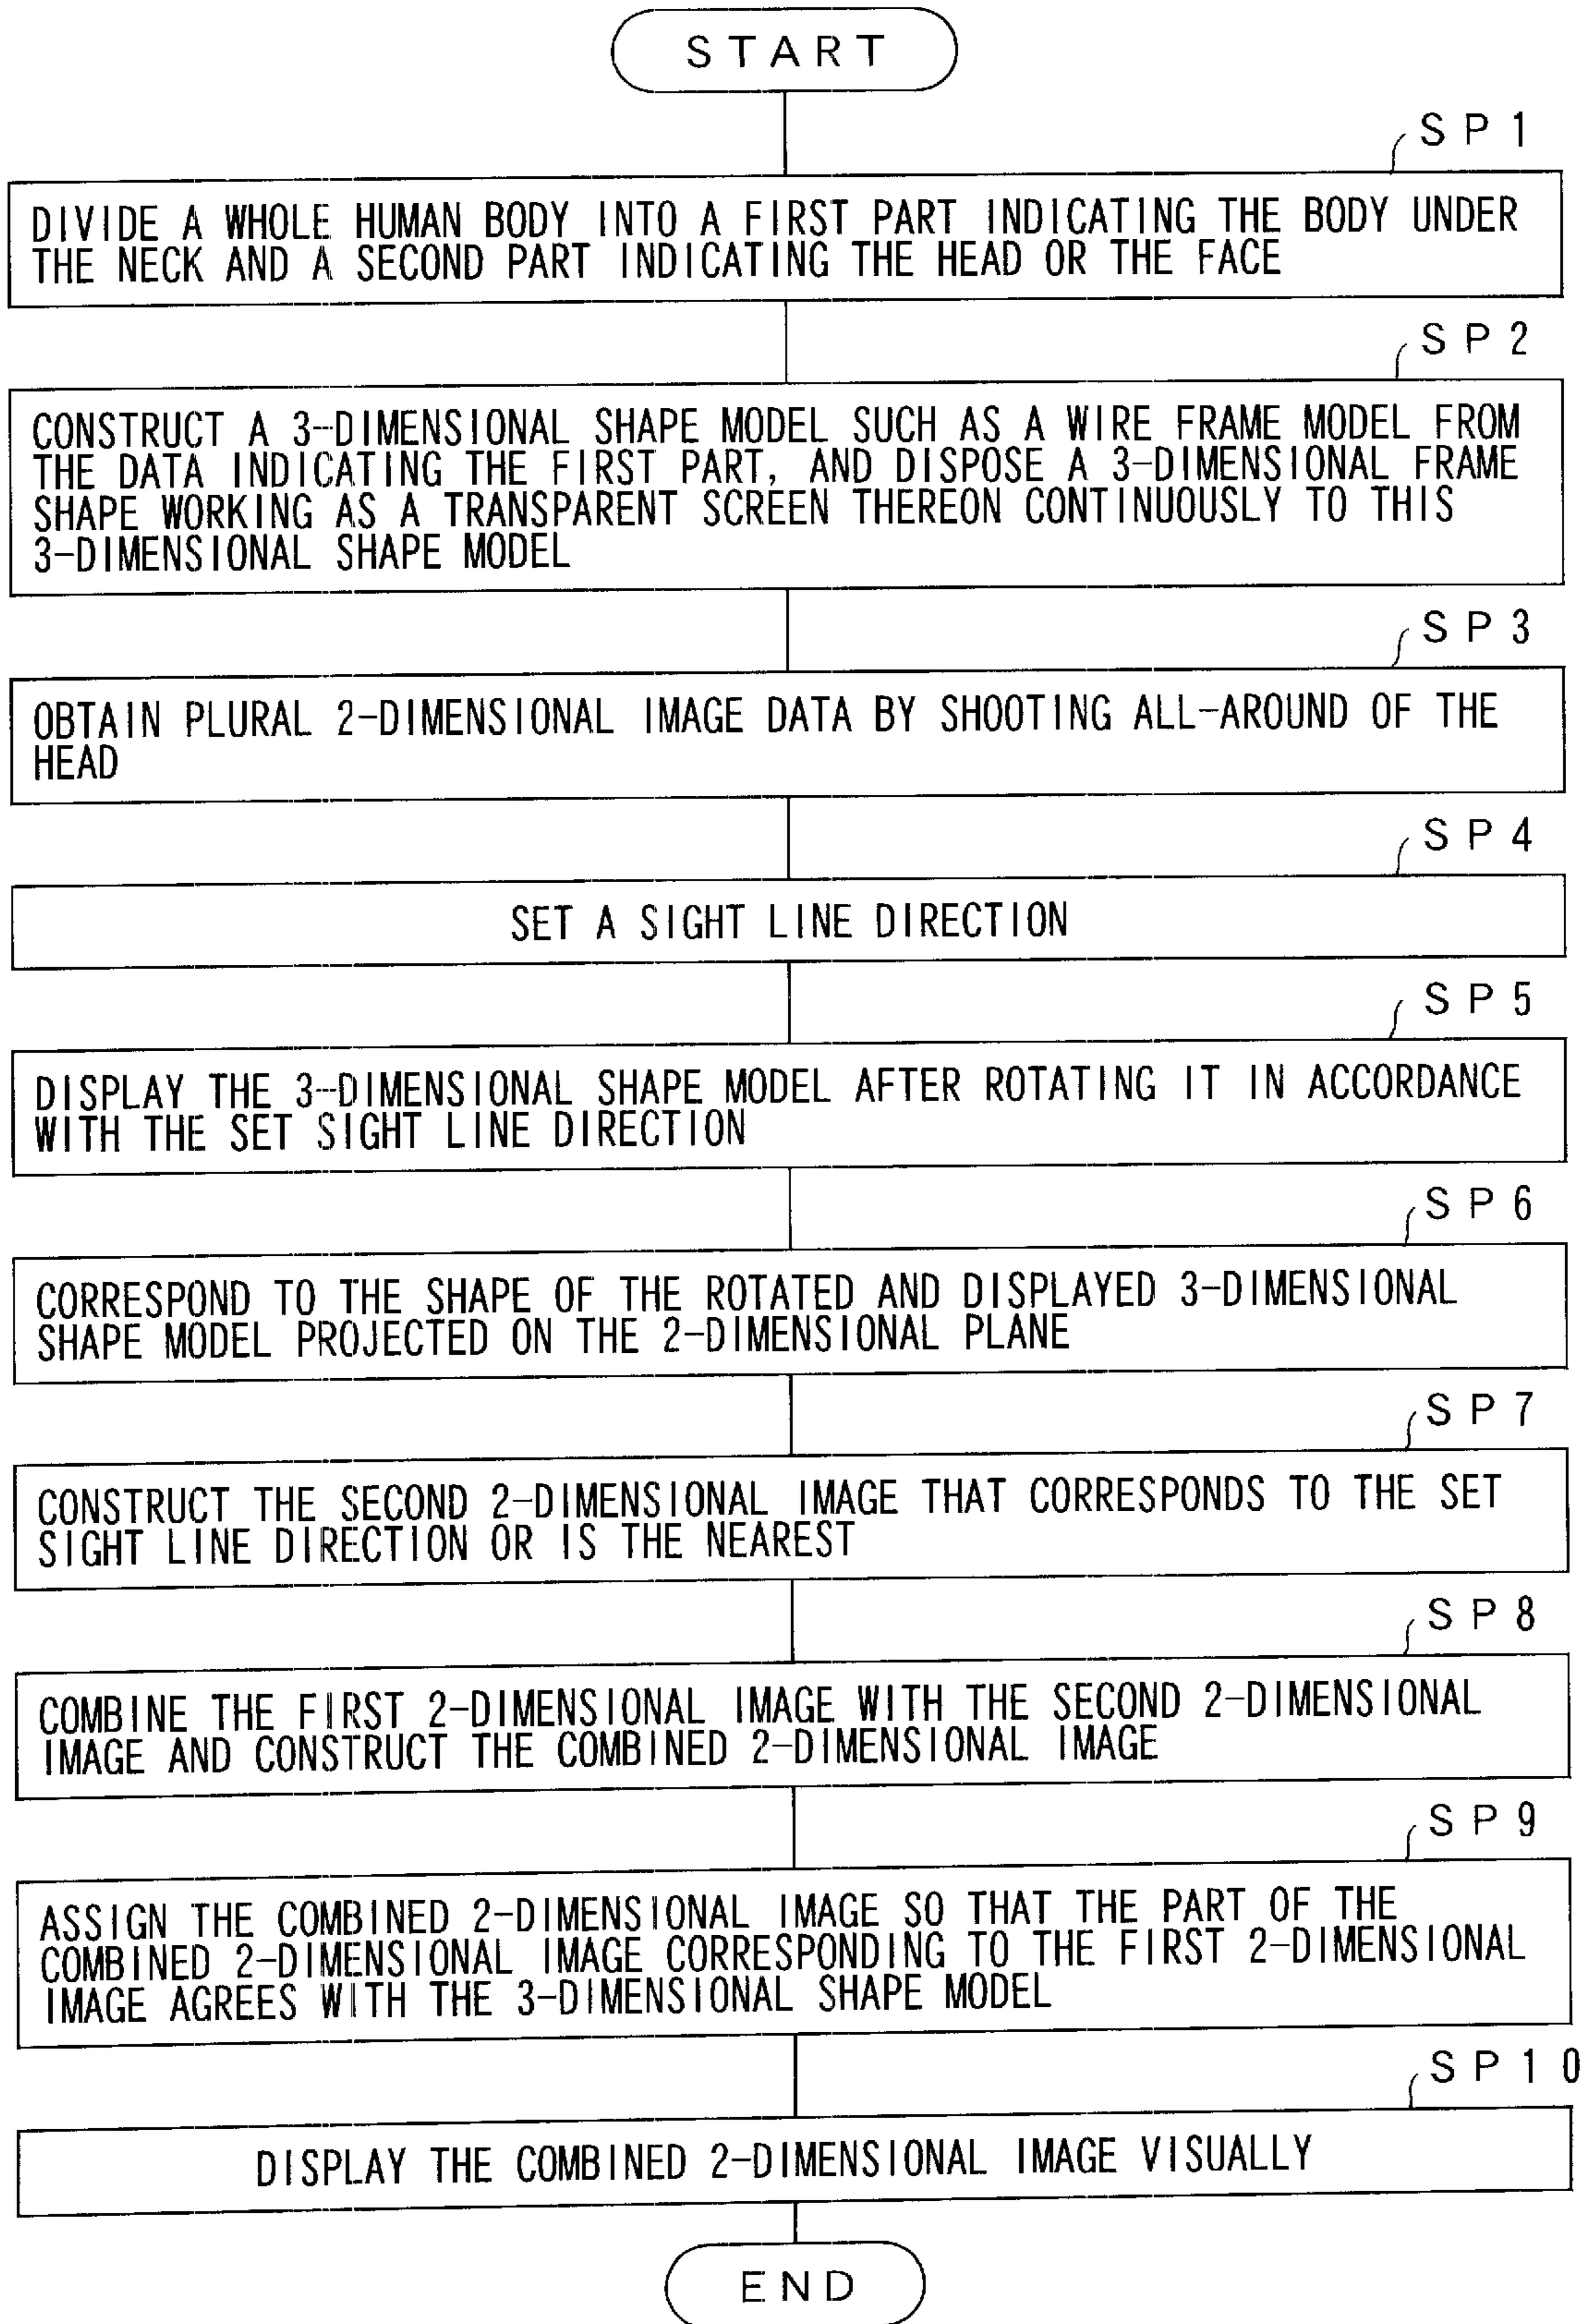 START
SP1
DIVIDE A WHOLE HUMAN BODY INTO A FIRST PART INDICATING THE BODY UNDER
THE NECK AND A SECOND PART INDICATING THE HEAD OR THE FACE
SP2
CONSTRUCT A 3-DIMENSIONAL SHAPE MODEL SUCH AS A WIRE FRAME MODEL FROM
THE DATA INDICATING THE FIRST PART, AND DISPOSE A 3-DIMENSIONAL FRAME
SHAPE WORKING AS A TRANSPARENT SCREEN THEREON CONTINUOUSLY TO THIS
3-DIMENSIONAL SHAPE MODEL
SP3
OBTAIN PLURAL 2-DIMENSIONAL IMAGE DATA BY SHOOTING ALL-AROUND OF THE
HEAD
SP4
SET A SIGHT LINE DIRECTION
SP5
DISPLAY THE 3-DIMENSIONAL SHAPE MODEL AFTER ROTATING IT IN ACCORDANCE
WITH THE SET SIGHT LINE DIRECTION
SP6
CORRESPOND TO THE SHAPE OF THE ROTATED AND DISPLAYED 3-DIMENSIONAL
SHAPE MODEL PROJECTED ON THE 2-DIMENSIONAL PLANE
SP7
CONSTRUCT THE SECOND 2-DIMENSIONAL IMAGE THAT CORRESPONDS TO THE SET
SIGHT LINE DIRECTION OR IS THE NEAREST
SP8
COMBINE THE FIRST 2-DIMENSIONAL IMAGE WITH THE SECOND 2-DIMENSIONAL
IMAGE AND CONSTRUCT THE COMBINED 2-DIMENSIONAL IMAGE
SP9
ASSIGN THE COMBINED 2-DIMENSIONAL IMAGE SO THAT THE PART OF THE
COMBINED 2-DIMENSIONAL IMAGE CORRESPONDING TO THE FIRST 2-DIMENSIONAL
IMAGE AGREES WITH THE 3-DIMENSIONAL SHAPE MODEL
SP10
DISPLAY THE COMBINED 2-DIMENSIONAL IMAGE VISUALLY
END